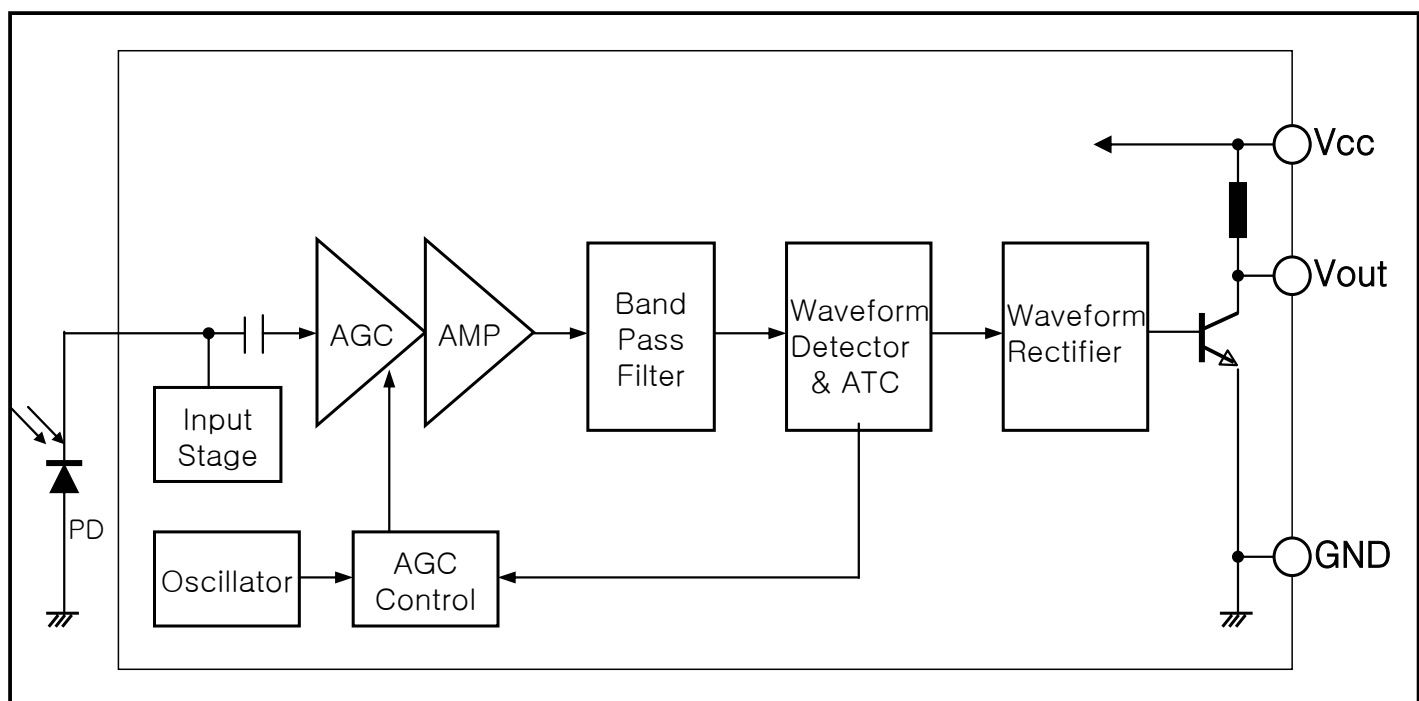 Vcc
Vout
AGC
AMP
Band
Pass
Filter
Waveform
Detector
& ATC
Waveform
Rectifier
Input
Stage
PD
Oscillator
AGC
Control
GND